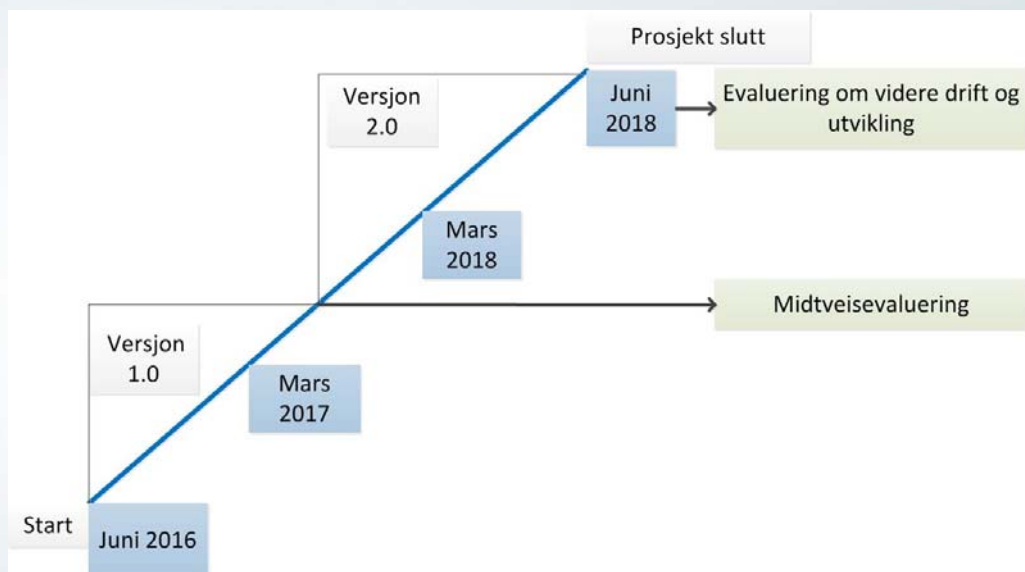 Prosjekt slutt
Versjon
2.0
Juni
2018
Evaluering om videre drift og
utvikling
Mars
2018
Midtveisevaluering
Versjon
1.0
Mars
2017
Start
Juni 2016